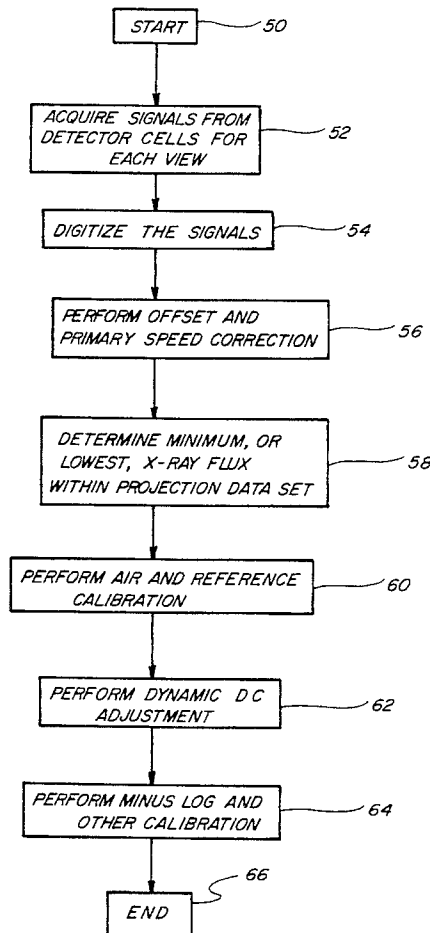 START
50
ACQUIRE SIGNALS FROM
DETECTOR CELLS FOR
EACH VIEW
52
DIGITIZE THE SIGNALS
54
PERFORM OFFSET AND
PRIMARY SPEED CORRECTION
56
DETERMINE MINIMUM, OR
LOWEST, X-RAY FLUX
WITHIN PROJECTION DATA SET
58
PERFORM AIR AND REFERENCE
CALIBRATION
60
PERFORM DYNAMIC DC
ADJUSTMENT
62
PERFORM MINUS LOG AND
OTHER CALIBRATION
64
END
66